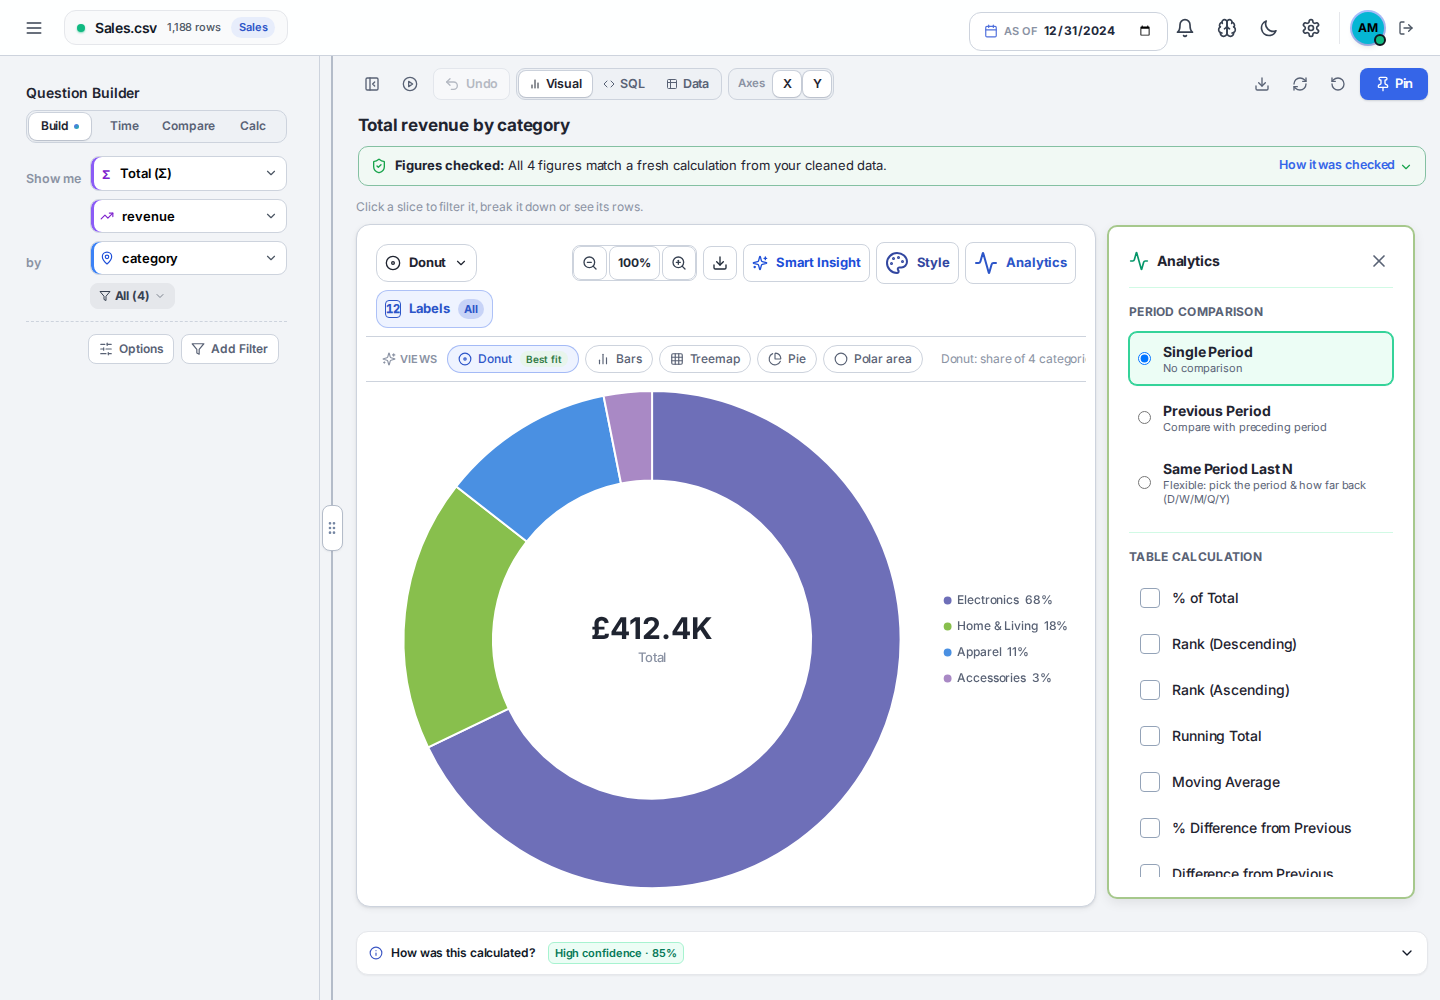 Sales.csv 1,188 rows Sales
AS OF 12/31/2024
AM
Question Builder
Build Time Compare Calc
Show me Total (Σ)
revenue
by category
All (4)
Options Add Filter
Undo Visual SQL Data Axes X Y
Pin
Total revenue by category
Figures checked: All 4 figures match a fresh calculation from your cleaned data.
How it was checked
Click a slice to filter it, break it down or see its rows.
Donut 100% Smart Insight Style Analytics
12 Labels All
VIEWS Donut Best fit Bars Treemap Pie Polar area Donut: share of 4 categori
£412.4K
Total
Electronics 68%
Home & Living 18%
Apparel 11%
Accessories 3%
Analytics
PERIOD COMPARISON
Single Period
No comparison
Previous Period
Compare with preceding period
Same Period Last N
Flexible: pick the period & how far back
(D/W/M/Q/Y)
TABLE CALCULATION
% of Total
Rank (Descending)
Rank (Ascending)
Running Total
Moving Average
% Difference from Previous
Difference from Previous
How was this calculated? High confidence · 85%